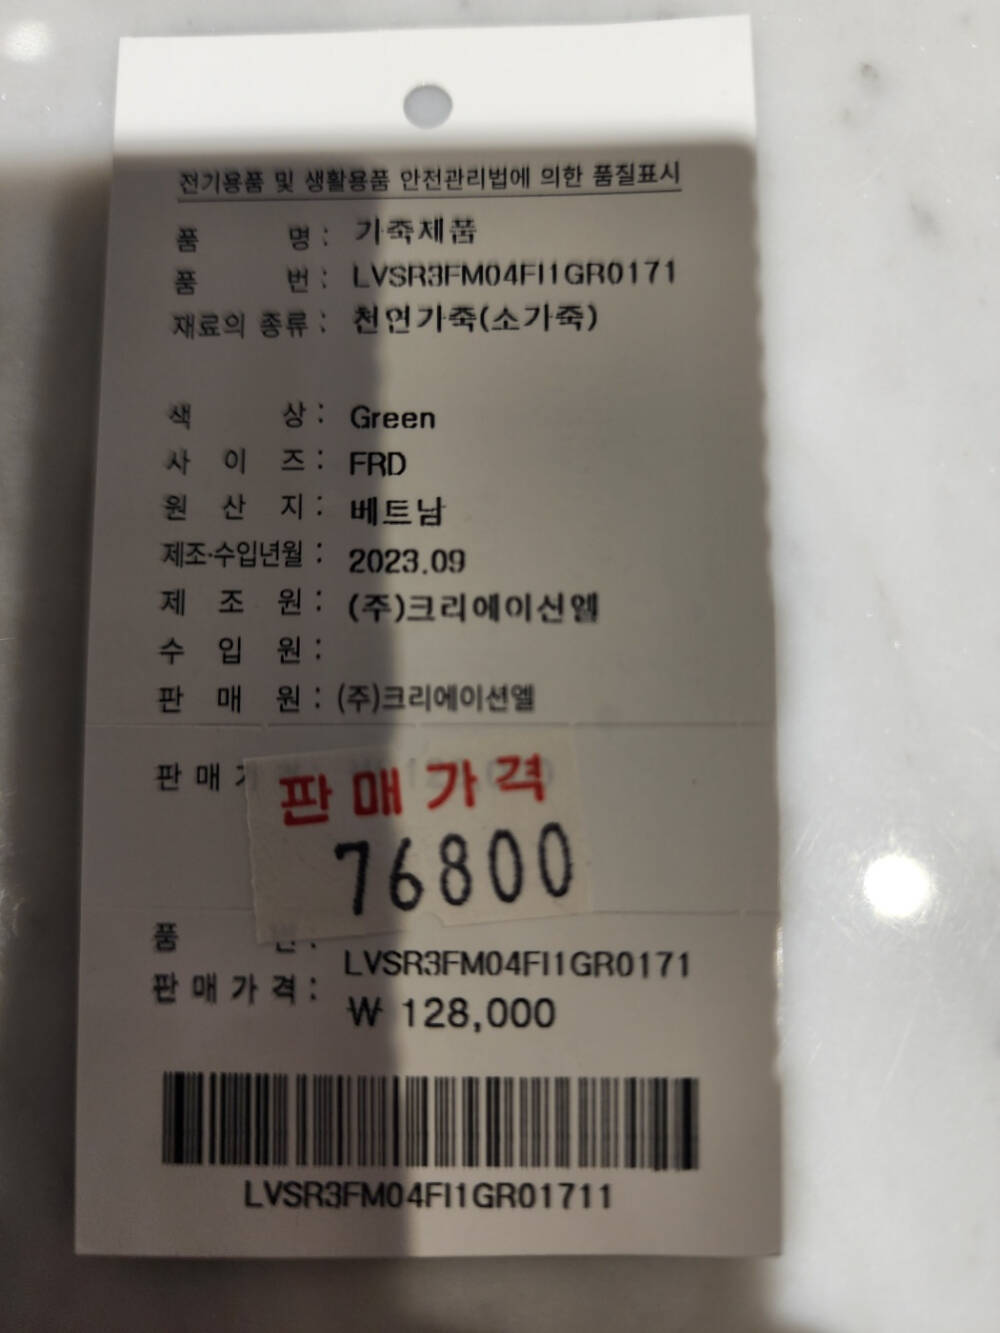 전기용품 및 생활용품 안전관리법에 의한 품질표시
품 명 : 가죽제품
품 번 : LVSR3FM04FI1GR0171
재료의 종류 : 천연가죽(소가죽)
색 상 : Green
사 이 즈 : FRD
원 산 지 : 베트남
제조·수입년월 : 2023.09
제 조 원 : (주)크리에이션엘
수 입 원 :
판 매 원 : (주)크리에이션엘
판 매
판매가격
76800
품 : LVSR3FM04FI1GR0171
판 매 가 격 : ₩ 128,000
LVSR3FM04FI1GR01711